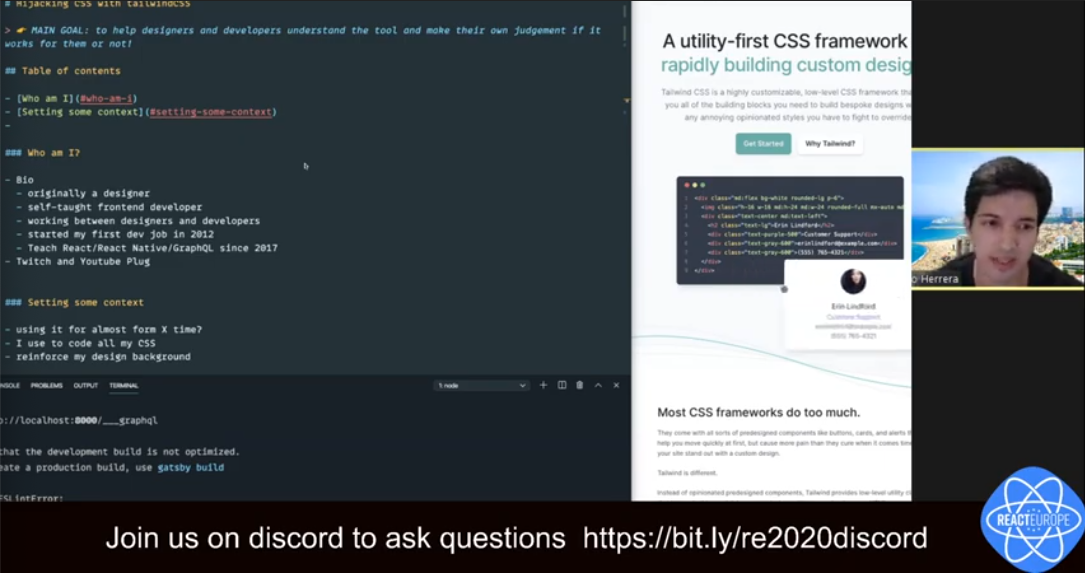 # Hijacking CSS with tailwindCSS
> 👉 MAIN GOAL: to help designers and developers understand the tool and make their own judgement if it
works for them or not!
## Table of contents
- [Who am I](#who-am-i)
- [Setting some context](#setting-some-context)
-
### Who am I?
- Bio
- originally a designer
- self-taught frontend developer
- working between designers and developers
- started my first dev job in 2012
- Teach React/React Native/GraphQL since 2017
- Twitch and Youtube Plug
### Setting some context
- using it for almost form X time?
- I use to code all my CSS
- reinforce my design background
NSOLE PROBLEMS OUTPUT TERMINAL
1: node
://localhost:8000/___graphql
that the development build is not optimized.
eate a production build, use gatsby build
ESLintError:
A utility-first CSS framework
rapidly building custom desig
Tailwind CSS is a highly customizable, low-level CSS framework tha
you all of the building blocks you need to build bespoke designs w
any annoying opinionated styles you have to fight to override
Get Started Why Tailwind?
1 <div class="md:flex bg-white rounded-lg p-6">
2 <img class="h-16 w-16 md:h-24 md:w-24 rounded-full mx-auto md
3 <div class="text-center md:text-left">
4 <h2 class="text-lg">Erin Lindford</h2>
5 <div class="text-purple-500">Customer Support</div>
6 <div class="text-gray-600">erinlindford@example.com</div>
7 <div class="text-gray-600">(555) 765-4321</div>
8 </div>
9 </div>
Erin Lindford
Customer Support
erinlindford@example.com
(555) 765-4321
Most CSS frameworks do too much.
They come with all sorts of predesigned components like buttons, cards, and alerts th
help you move quickly at first, but cause more pain than they cure when it comes time
your site stand out with a custom design.
Tailwind is different.
Instead of opinionated predesigned components, Tailwind provides low-level utility c
o Herrera
REACTEUROPE
Join us on discord to ask questions https://bit.ly/re2020discord